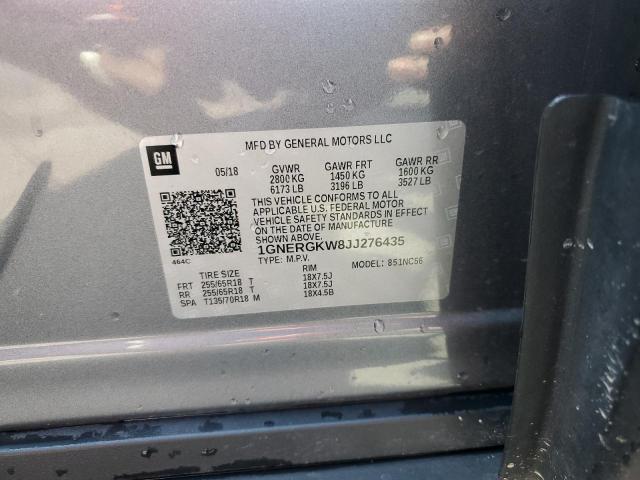 GM
MFD BY GENERAL MOTORS LLC
05/18 GVWR GAWR FRT GAWR RR
2800 KG 1450 KG 1600 KG
6173 LB 3196 LB 3527 LB
THIS VEHICLE CONFORMS TO ALL
APPLICABLE U.S. FEDERAL MOTOR
VEHICLE SAFETY STANDARDS IN EFFECT
ON THE DATE OF MANUFACTURE
SHOWN ABOVE.
1GNERGKW8JJ276435
464C
TYPE: M.P.V. MODEL: 851NC56
TIRE SIZE RIM
FRT 255/65R18 T 18X7.5J
RR 255/65R18 T 18X7.5J
SPA T135/70R18 M 18X4.5B